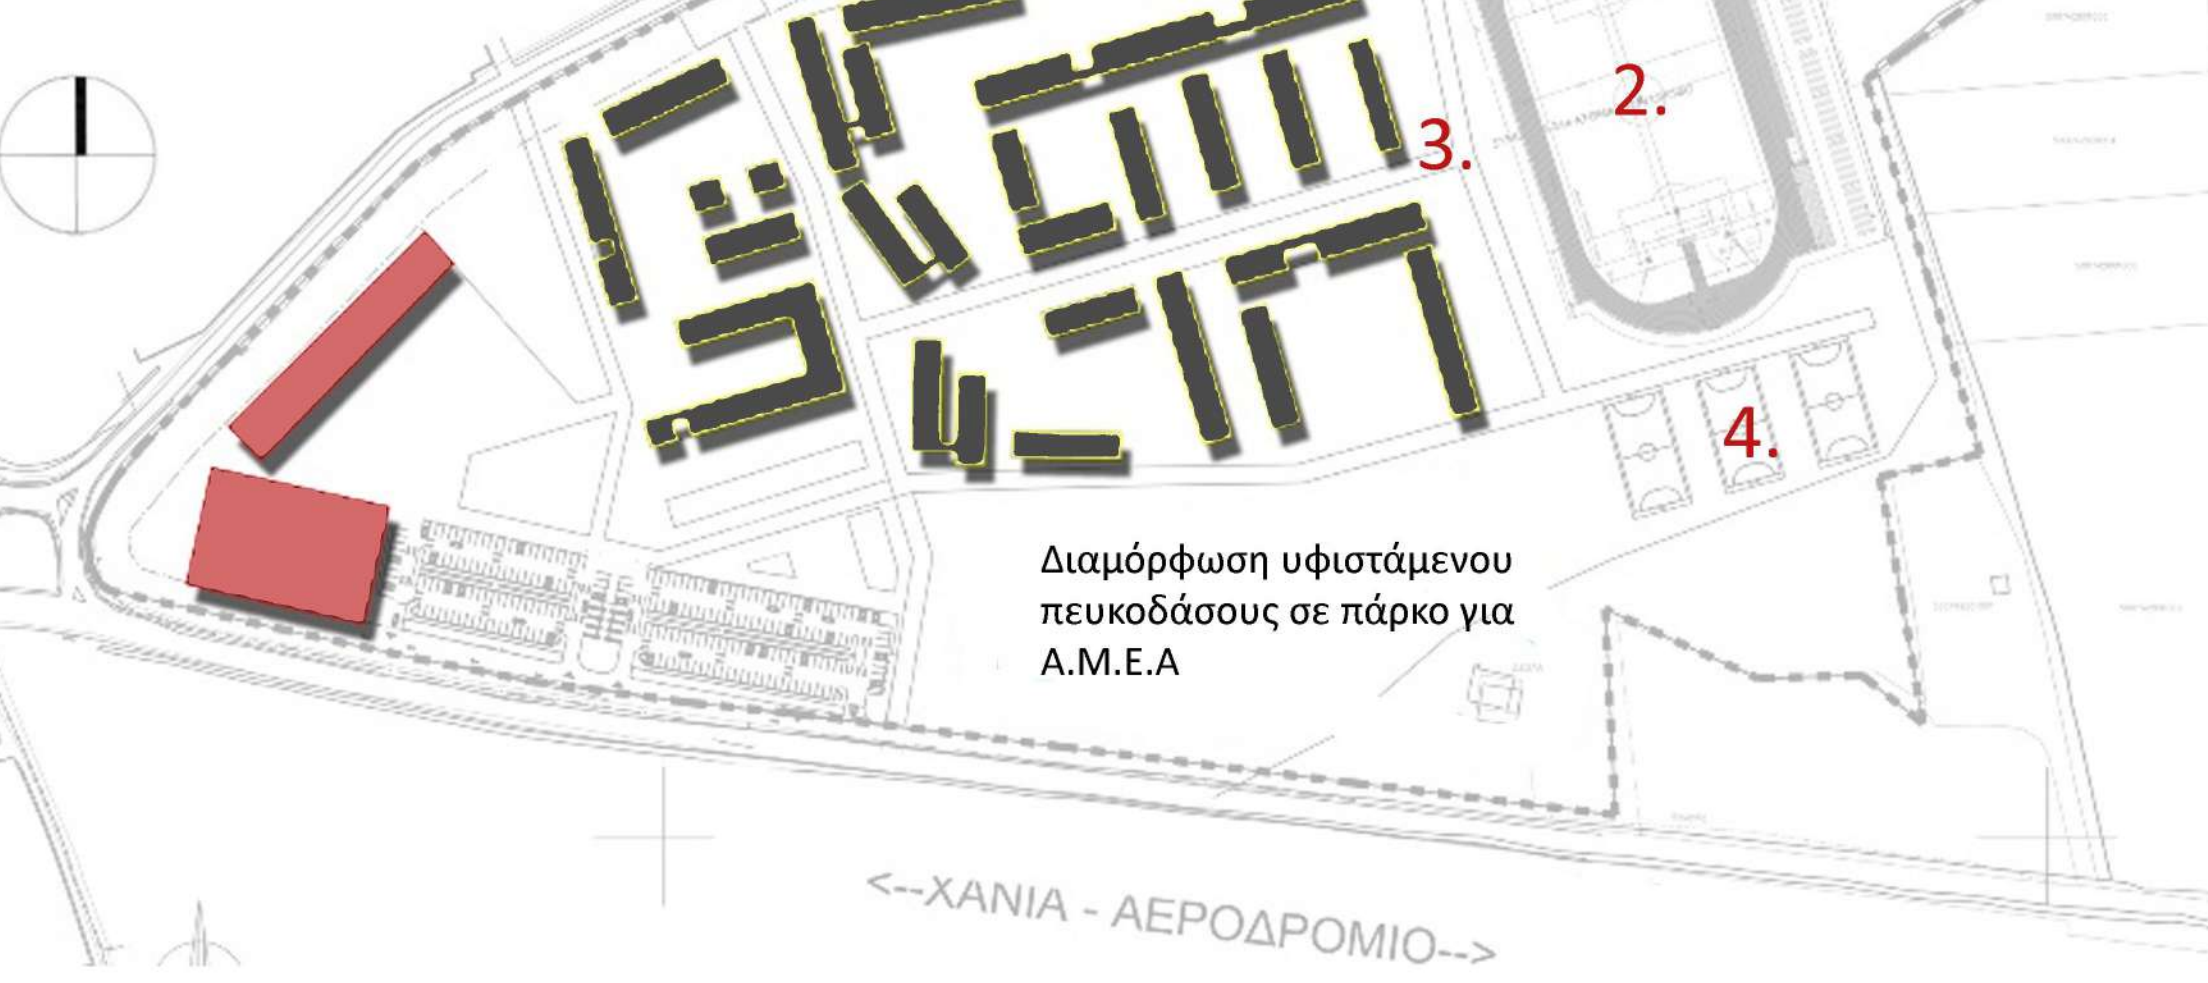 2.
3.
4.
Διαμόρφωση υφιστάμενου
πευκοδάσους σε πάρκο για
Α.Μ.Ε.Α
<--ΧΑΝΙΑ - ΑΕΡΟΔΡΟΜΙΟ-->